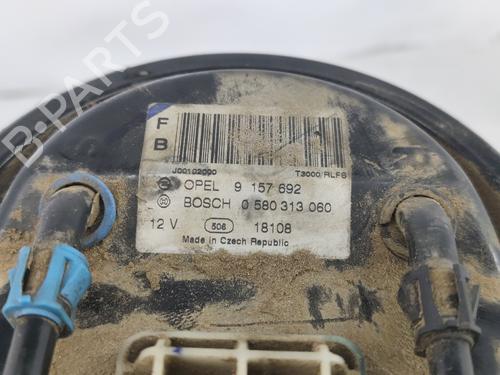 B-PARTS
F
B
J00102000 T3000 RLFS
OPEL 9 157 692
BOSCH 0 580 313 060
12 V 506 18108
Made in Czech Republic